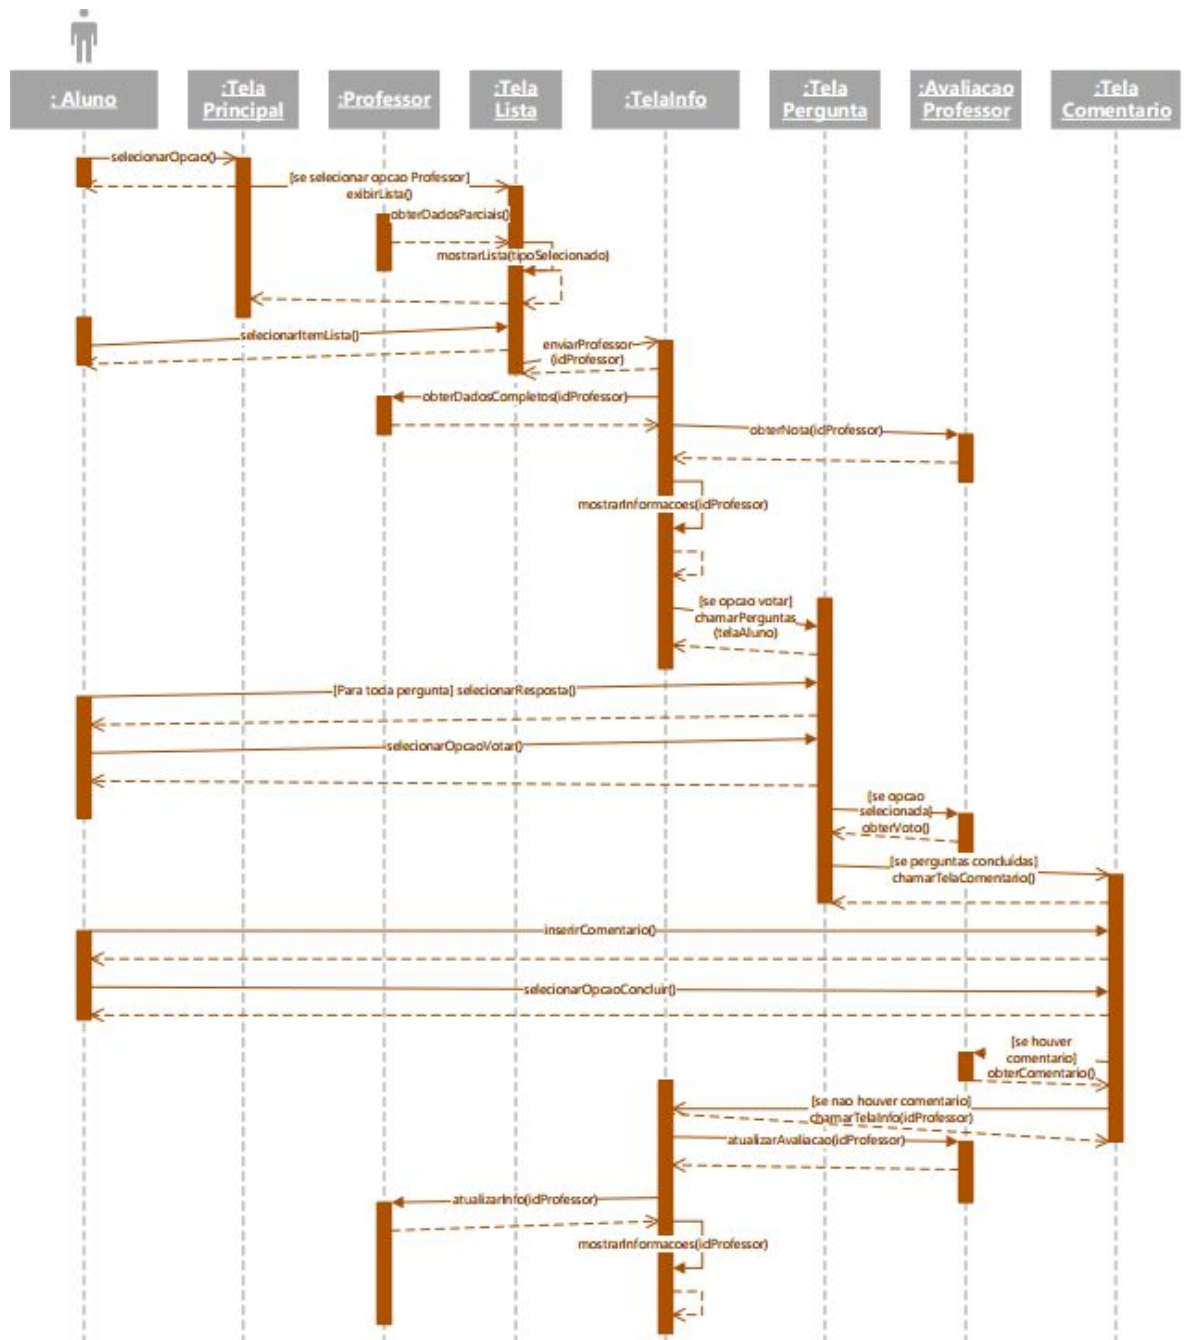 : Aluno
:Tela
Principal
:Professor
:Tela
Lista
:TelaInfo
:Tela
Pergunta
:Avaliacao
Professor
:Tela
Comentario
selecionarOpcao()
[se selecionar opcao Professor]
exibirLista()
obterDadosParciais()
mostrarLista(tipoSelecionado)
selecionarItemLista()
enviarProfessor
(idProfessor)
obterDadosCompletos(idProfessor)
obterNota(idProfessor)
mostrarInformacoes(idProfessor)
[se opcao votar]
chamarPerguntas
(telaAluno)
[Para toda pergunta] selecionarResposta()
selecionarOpcaoVotar()
[se opcao
selecionada]
obterVoto()
[se perguntas concluídas]
chamarTelaComentario()
inserirComentario()
selecionarOpcaoConcluir()
[se houver
comentario]
obterComentario()
[se nao houver comentario]
chamarTelaInfo(idProfessor)
atualizarAvaliacao(idProfessor)
atualizarInfo(idProfessor)
mostrarInformacoes(idProfessor)